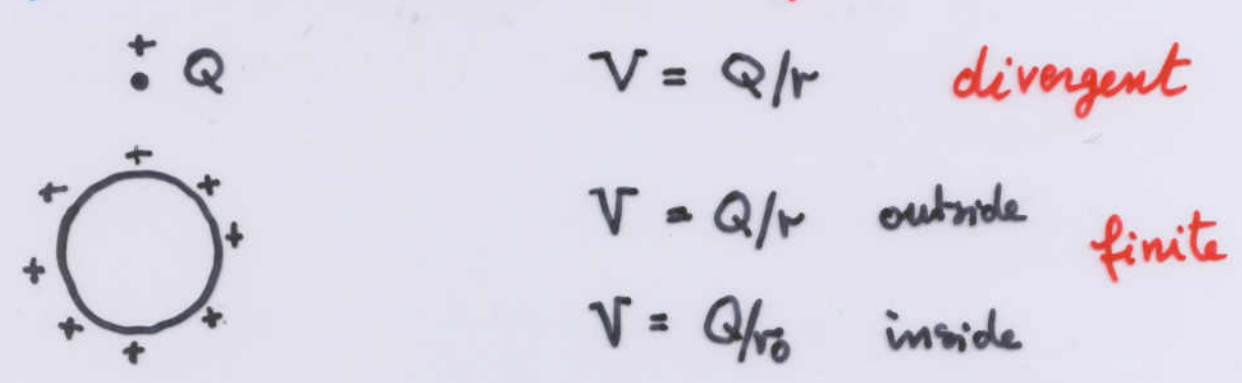 +
• Q V = Q/r divergent
+ + + + + + + +
V = Q/r outside
finite
V = Q/r₀ inside